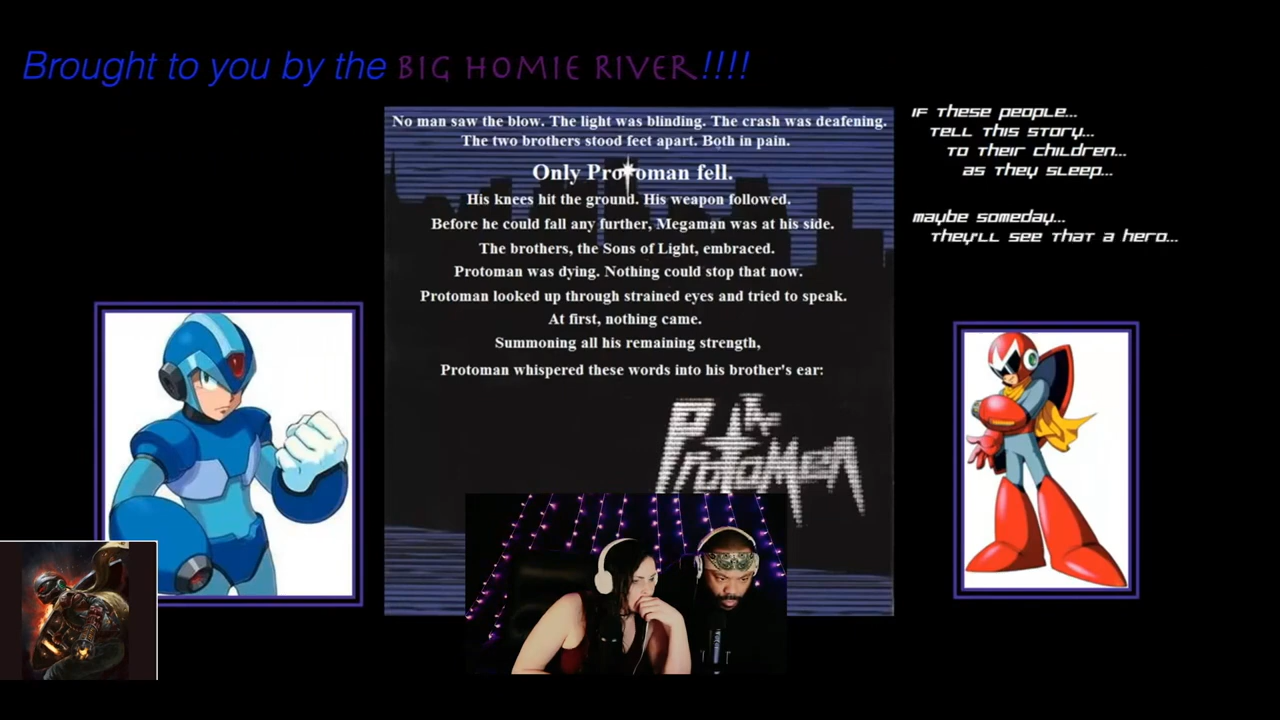 Brought to you by the BIG HOMIE RIVER!!!!
No man saw the blow. The light was blinding. The crash was deafening.
The two brothers stood feet apart. Both in pain.
Only Protoman fell.
His knees hit the ground. His weapon followed.
Before he could fall any further, Megaman was at his side.
The brothers, the Sons of Light, embraced.
Protoman was dying. Nothing could stop that now.
Protoman looked up through strained eyes and tried to speak.
At first, nothing came.
Summoning all his remaining strength,
Protoman whispered these words into his brother's ear:
The
Protomen
IF THESE PEOPLE...
TELL THIS STORY...
TO THEIR CHILDREN...
AS THEY SLEEP...
MAYBE SOMEDAY...
THEY'LL SEE THAT A HERO...